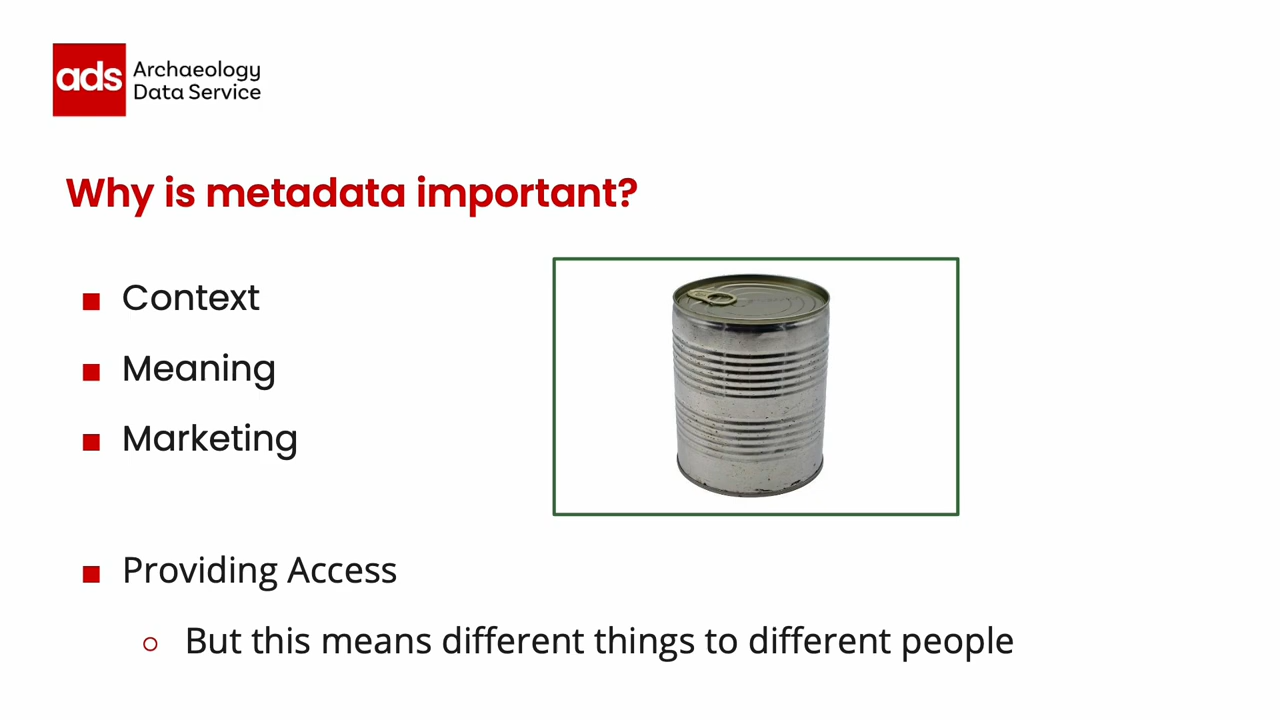 ads Archaeology
Data Service
Why is metadata important?
Context
Meaning
Marketing
Providing Access
But this means different things to different people